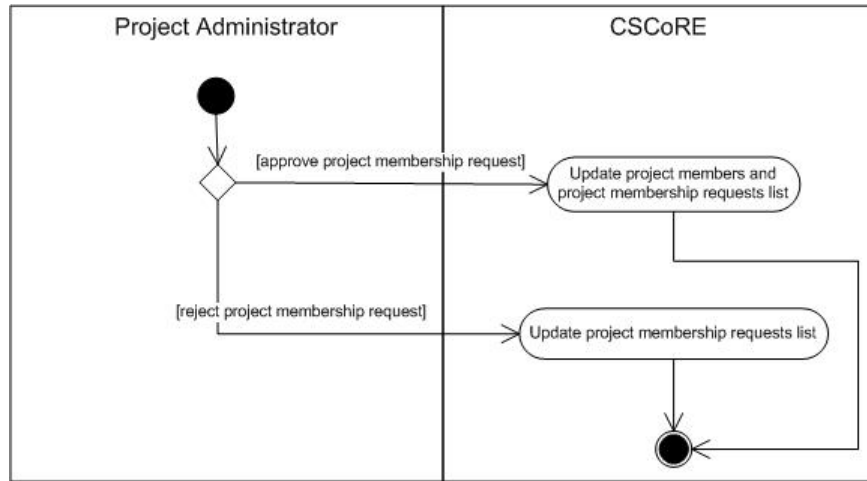 Project Administrator
CSCoRE
[approve project membership request]
Update project members and
project membership requests list
[reject project membership request]
Update project membership requests list